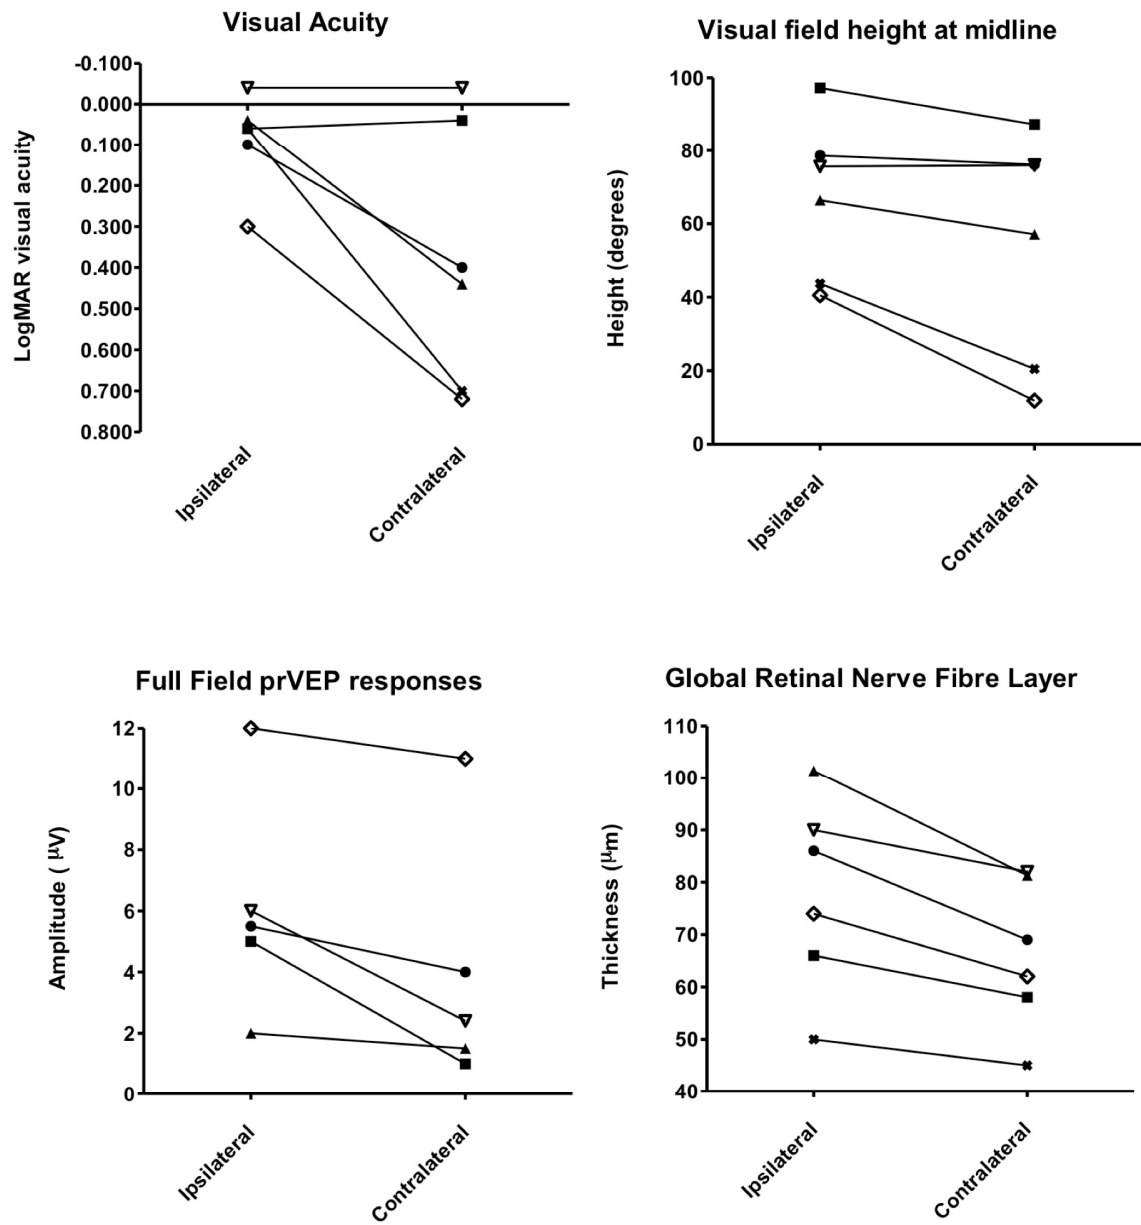 Visual Acuity
-0.100
0.000
0.100
0.200
0.300
0.400
0.500
0.600
0.700
0.800
LogMAR visual acuity
Ipsilateral
Contralateral
Visual field height at midline
100
80
60
40
20
0
Height (degrees)
Ipsilateral
Contralateral
Full Field prVEP responses
12
10
8
6
4
2
0
Amplitude ( µV)
Ipsilateral
Contralateral
Global Retinal Nerve Fibre Layer
110
100
90
80
70
60
50
40
Thickness (µm)
Ipsilateral
Contralateral